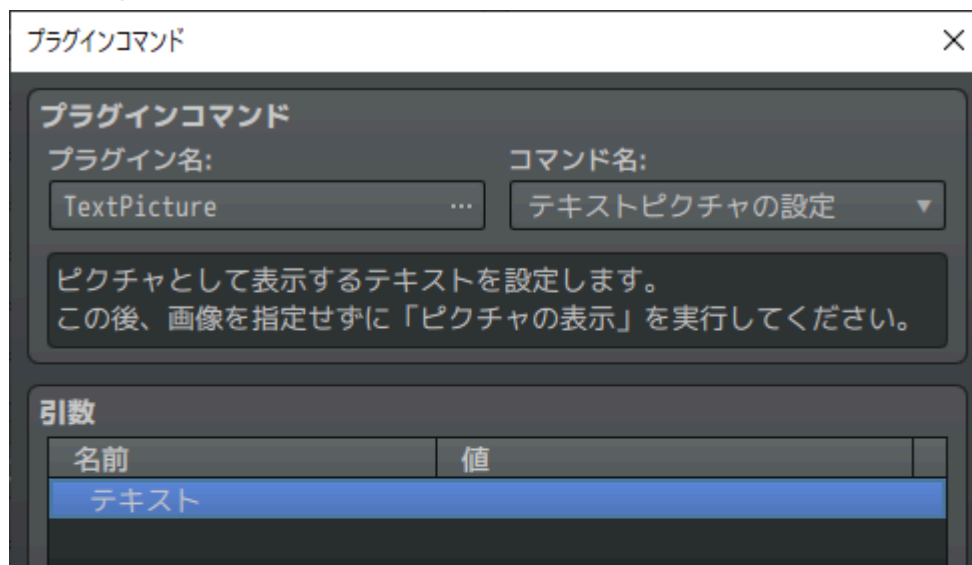 プラグインコマンド
プラグインコマンド
プラグイン名:
コマンド名:
TextPicture ...
テキストピクチャの設定
ピクチャとして表示するテキストを設定します。
この後、画像を指定せずに「ピクチャの表示」を実行してください。
引数
名前
値
テキスト